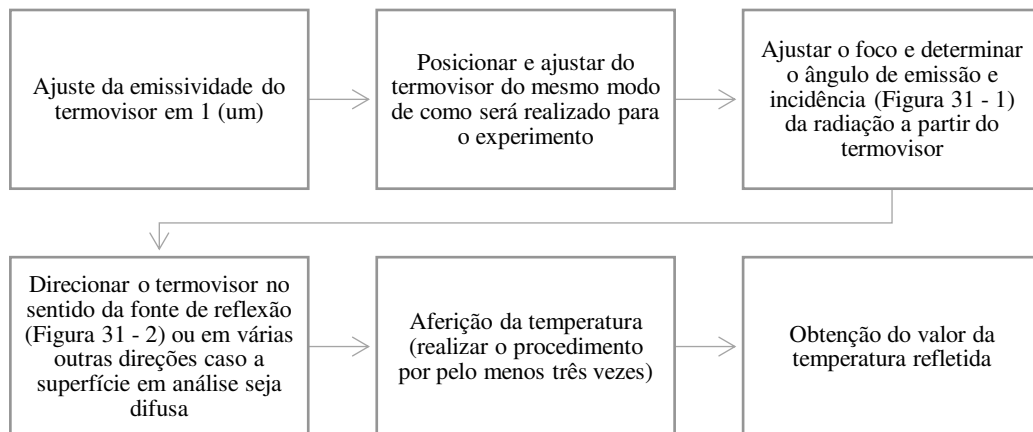 Ajuste da emissividade do
termovisor em 1 (um)
Posicionar e ajustar do
termovisor do mesmo modo
de como será realizado para
o experimento
Ajustar o foco e determinar
o ângulo de emissão e
incidência (Figura 31 - 1)
da radiação a partir do
termovisor
Direcionar o termovisor no
sentido da fonte de reflexão
(Figura 31 - 2) ou em várias
outras direções caso a
superfície em análise seja
difusa
Aferição da temperatura
(realizar o procedimento
por pelo menos três vezes)
Obtenção do valor da
temperatura refletida